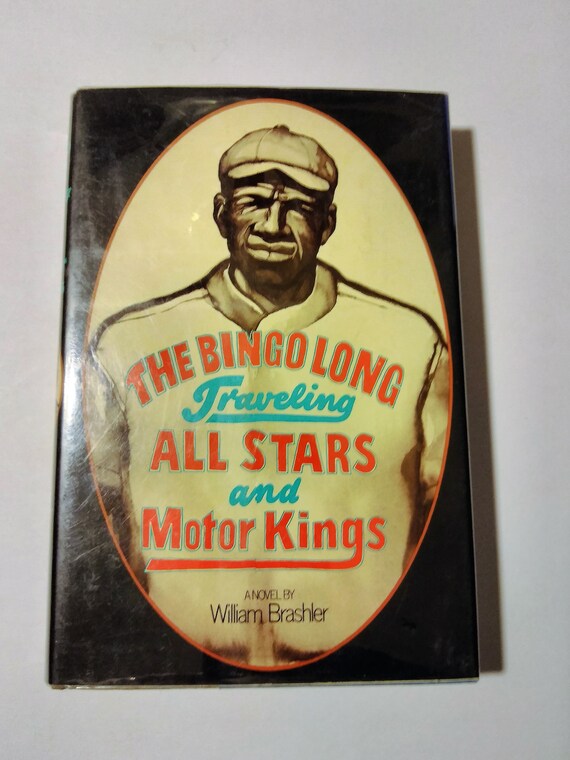 THE BINGO LONG
Traveling
ALL STARS
and
Motor Kings
A NOVEL BY
William Brashler